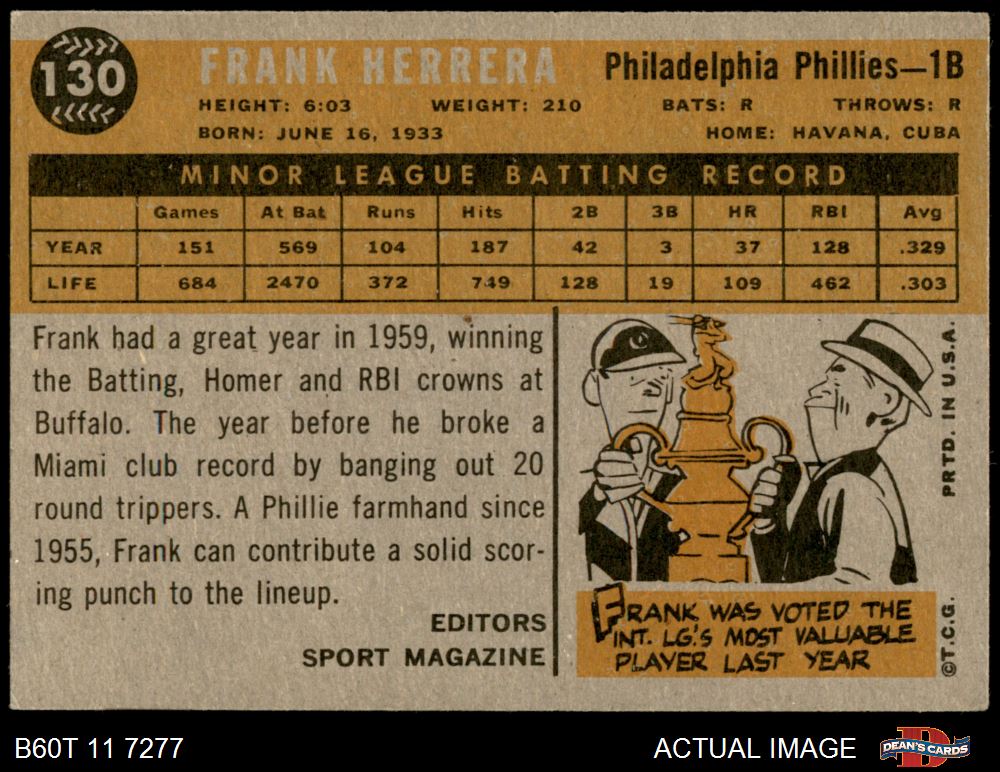 130
FRANK HERRERA
Philadelphia Phillies—1B
HEIGHT: 6:03 WEIGHT: 210 BATS: R THROWS: R
BORN: JUNE 16, 1933 HOME: HAVANA, CUBA
MINOR LEAGUE BATTING RECORD
Games At Bat Runs Hits 2B 3B HR RBI Avg
YEAR 151 569 104 187 42 3 37 128 .329
LIFE 684 2470 372 749 128 19 109 462 .303
Frank had a great year in 1959, winning
the Batting, Homer and RBI crowns at
Buffalo. The year before he broke a
Miami club record by banging out 20
round trippers. A Phillie farmhand since
1955, Frank can contribute a solid scor-
ing punch to the lineup.
EDITORS
SPORT MAGAZINE
FRANK WAS VOTED THE
INT. LG.'S MOST VALUABLE
PLAYER LAST YEAR
PRTD. IN U.S.A.
©T.C.G.
B60T 11 7277
ACTUAL IMAGE
DEAN'S CARDS